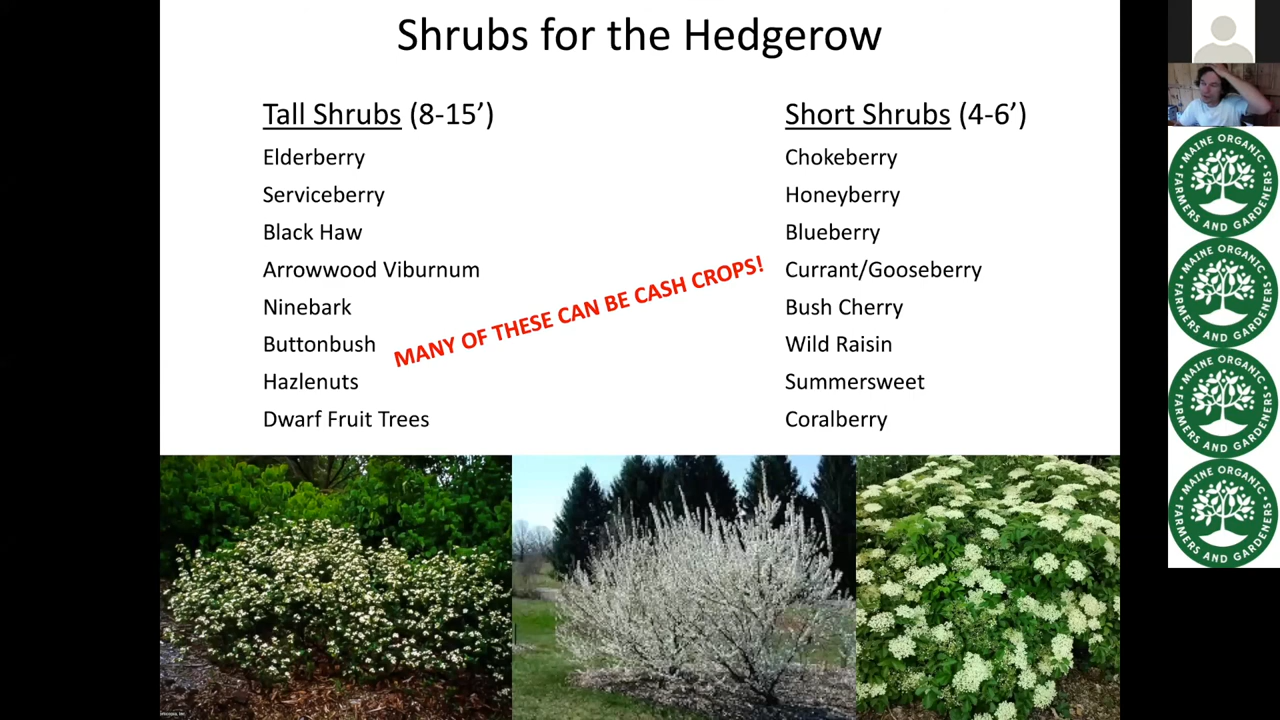 Shrubs for the Hedgerow
Tall Shrubs (8-15’)
Elderberry
Serviceberry
Black Haw
Arrowwood Viburnum
Ninebark
Buttonbush
Hazlenuts
Dwarf Fruit Trees
MANY OF THESE CAN BE CASH CROPS!
Short Shrubs (4-6’)
Chokeberry
Honeyberry
Blueberry
Currant/Gooseberry
Bush Cherry
Wild Raisin
Summersweet
Coralberry
MAINE ORGANIC
FARMERS AND GARDENERS
MAINE ORGANIC
FARMERS AND GARDENERS
MAINE ORGANIC
FARMERS AND GARDENERS
MAINE ORGANIC
FARMERS AND GARDENERS